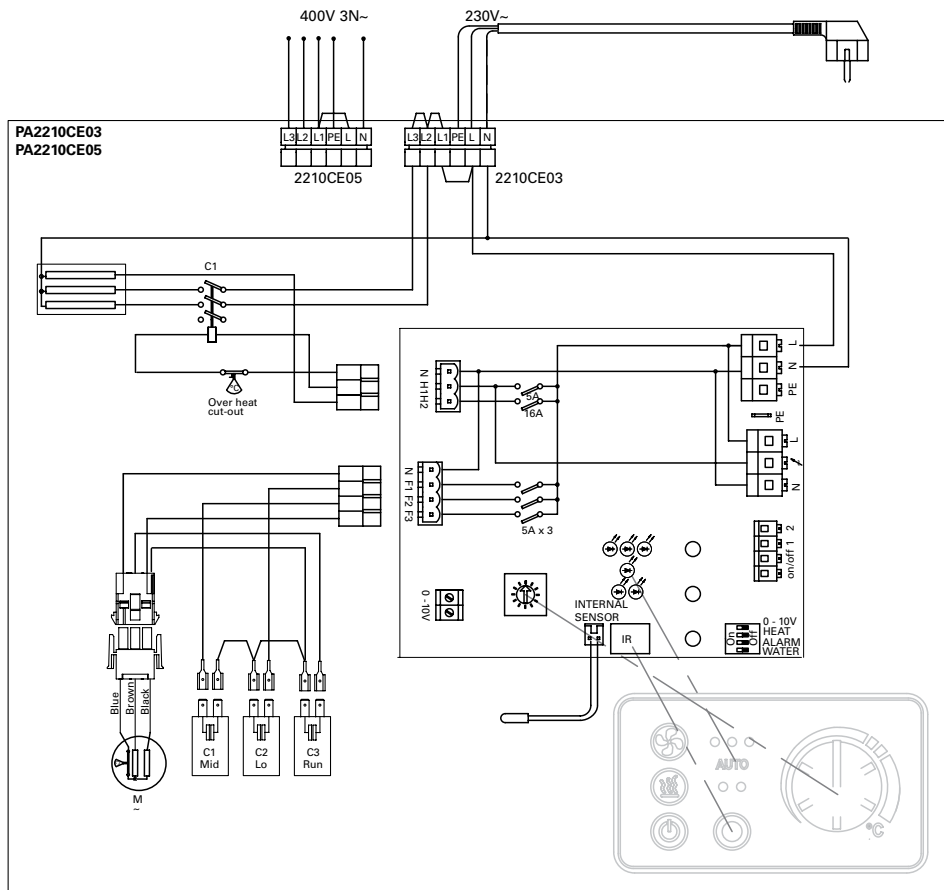 400V 3N~
230V~
PA2210CE03
PA2210CE05
L3 L2 L1 PE L N
L3 L2 L1 PE L N
2210CE05
2210CE03
C1
°C
Over heat
cut-out
N H1H2
5A
16A
L
N
PE
PE
L
N
N F1 F2 F3
5A x 3
on/off 1 2
0 - 10V
INTERNAL
SENSOR
IR
On
Off
0 - 10V
HEAT
ALARM
WATER
Blue
Brown
Black
M
~
C1
Mid
C2
Lo
C3
Run
AUTO
°C